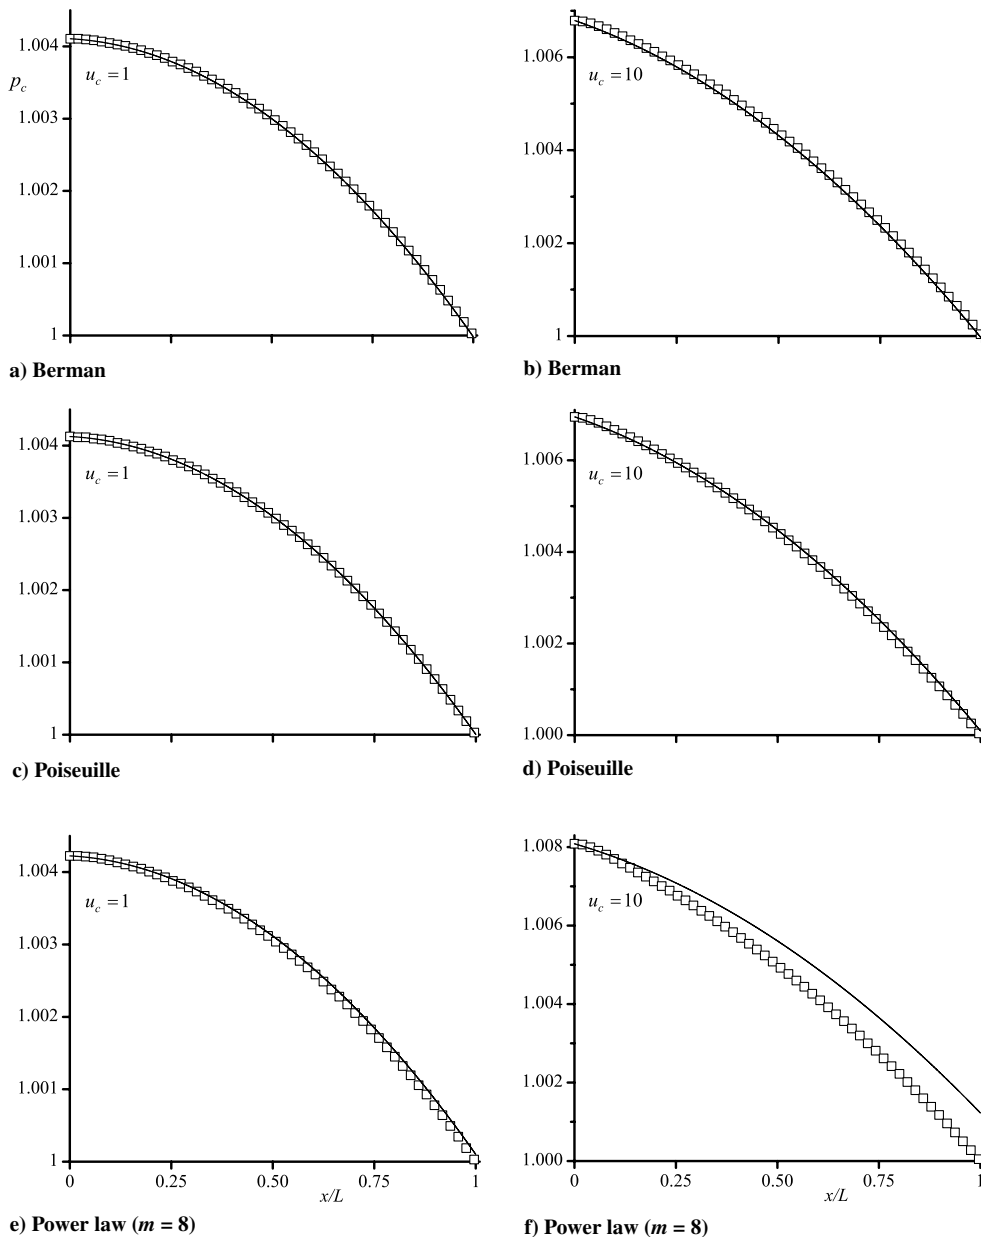 1.004
p_c
u_c = 1
1.003
1.002
1.001
1
a) Berman
1.006
u_c = 10
1.004
1.002
1
b) Berman
1.004
u_c = 1
1.003
1.002
1.001
1
c) Poiseuille
1.006
u_c = 10
1.004
1.002
1.000
d) Poiseuille
1.004
u_c = 1
1.003
1.002
1.001
1
0 0.25 0.50 0.75 1
x/L
e) Power law (m = 8)
1.008
u_c = 10
1.006
1.004
1.002
1.000
0 0.25 0.50 0.75 1
x/L
f) Power law (m = 8)